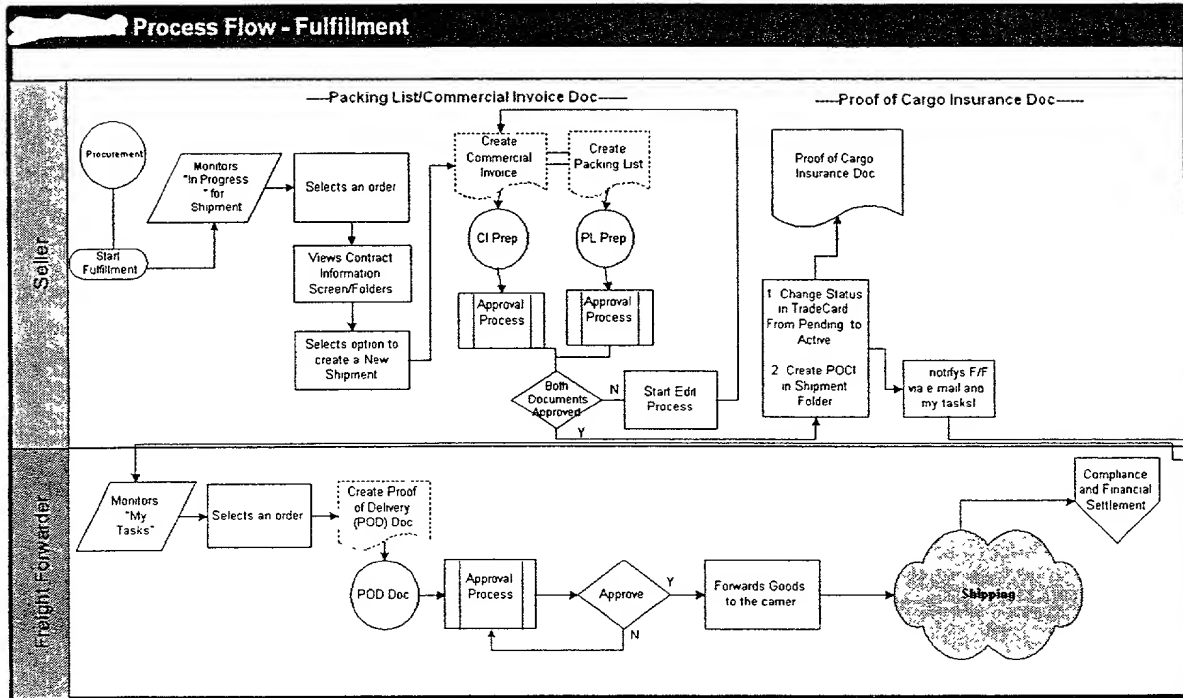 Process Flow - Fulfillment
----Packing List/Commercial Invoice Doc----
----Proof of Cargo Insurance Doc----
Seller
Procurement
Start
Fulfillment
Monitors
"In Progress
" for
Shipment
Selects an order
Views Contract
Information
Screen/Folders
Selects option to
create a New
Shipment
Create
Commercial
Invoice
Create
Packing List
CI Prep
PL Prep
Approval
Process
Approval
Process
Both
Documents
Approved
N
Y
Start Edit
Process
Proof of Cargo
Insurance Doc
1 Change Status
in TradeCard
From Pending to
Active
2 Create POCI
in Shipment
Folder
notifys F/F
via e mail and
my tasks!
Freight Forwarder
Monitors
"My
Tasks"
Selects an order
Create Proof
of Delivery
(POD) Doc
POD Doc
Approval
Process
Approve
Y
N
Forwards Goods
to the carrier
Shipping
Compliance
and Financial
Settlement